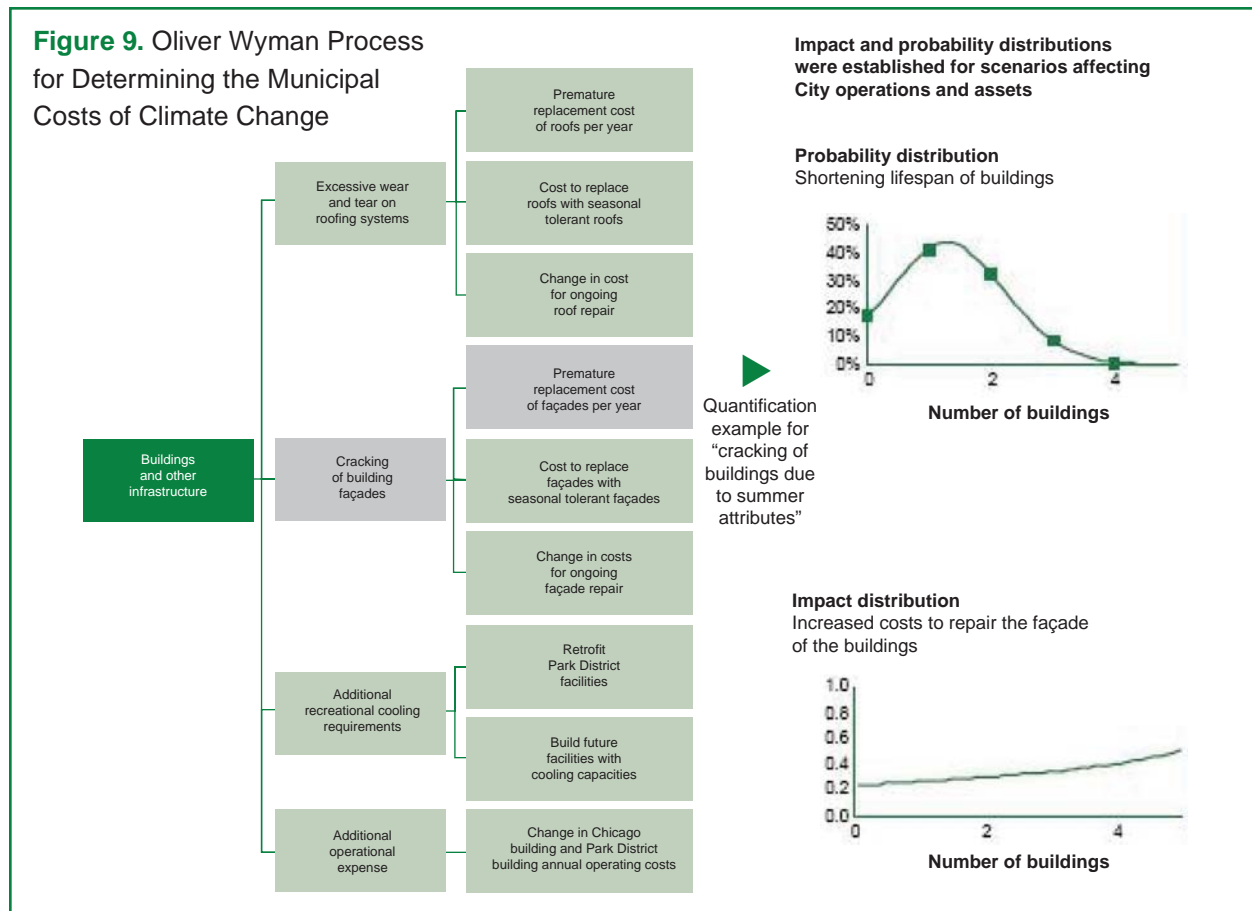 Figure 9. Oliver Wyman Process
for Determining the Municipal
Costs of Climate Change
Buildings
and other
infrastructure
Excessive wear
and tear on
roofing systems
Premature
replacement cost
of roofs per year
Cost to replace
roofs with seasonal
tolerant roofs
Change in cost
for ongoing
roof repair
Cracking
of building
façades
Premature
replacement cost
of façades per year
Cost to replace
façades with
seasonal tolerant façades
Change in costs
for ongoing
façade repair
Additional
recreational cooling
requirements
Retrofit
Park District
facilities
Build future
facilities with
cooling capacities
Additional
operational
expense
Change in Chicago
building and Park District
building annual operating costs
Quantification
example for
“cracking of
buildings due
to summer
attributes”
Impact and probability distributions
were established for scenarios affecting
City operations and assets
Probability distribution
Shortening lifespan of buildings
50%
40%
30%
20%
10%
0%
0 2 4
Number of buildings
Impact distribution
Increased costs to repair the façade
of the buildings
1.0
0.8
0.6
0.4
0.2
0.0
0 2 4
Number of buildings